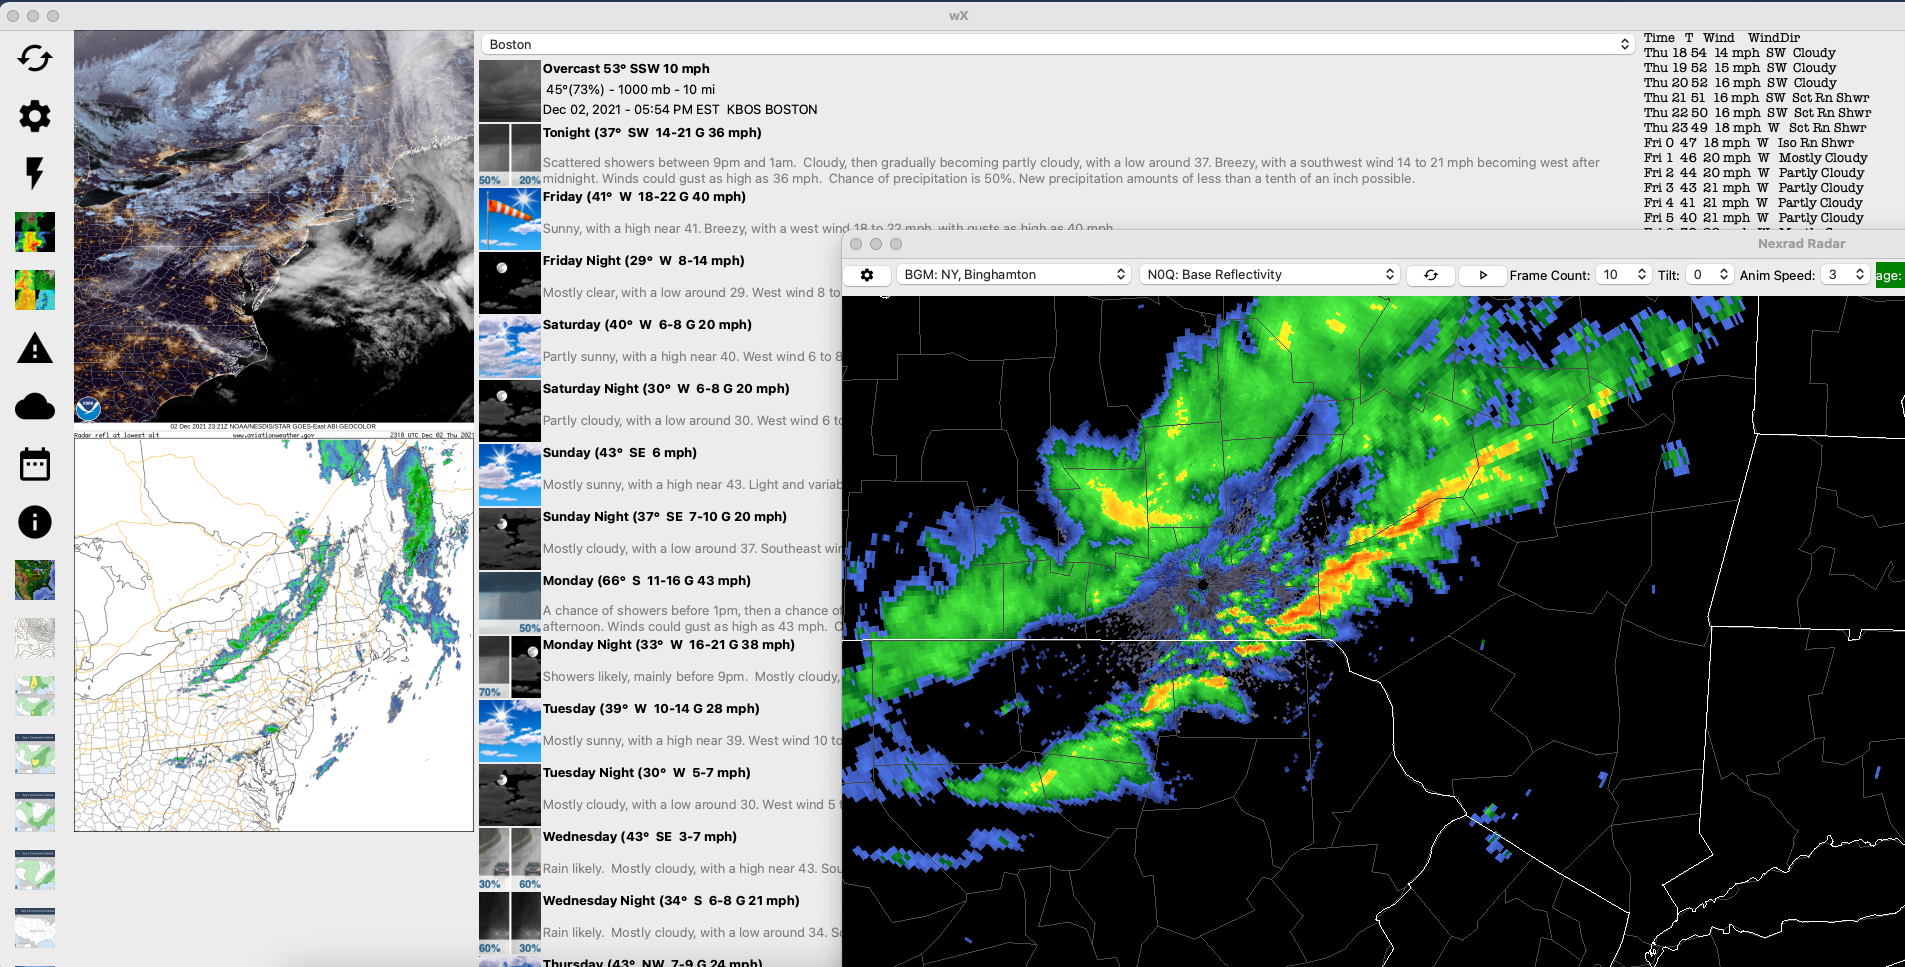 wX
Boston
Overcast 53° SSW 10 mph
45°(73%) - 1000 mb - 10 mi
Dec 02, 2021 - 05:54 PM EST  KBOS BOSTON
Tonight (37°  SW  14-21 G 36 mph)
Scattered showers between 9pm and 1am.  Cloudy, then gradually becoming partly cloudy, with a low around 37. Breezy, with a southwest wind 14 to 21 mph becoming west after
midnight. Winds could gust as high as 36 mph.  Chance of precipitation is 50%. New precipitation amounts of less than a tenth of an inch possible.
50% 20%
Friday (41°  W  18-22 G 40 mph)
Sunny, with a high near 41. Breezy, with a west wind 18 to 22 mph, with gusts as high as 40 mph.
Friday Night (29°  W  8-14 mph)
Mostly clear, with a low around 29. West wind 8 to
Saturday (40°  W  6-8 G 20 mph)
Partly sunny, with a high near 40. West wind 6 to 8
Saturday Night (30°  W  6-8 G 20 mph)
Partly cloudy, with a low around 30. West wind 6 to
Sunday (43°  SE  6 mph)
Mostly sunny, with a high near 43. Light and variab
Sunday Night (37°  SE  7-10 G 20 mph)
Mostly cloudy, with a low around 37. Southeast win
Monday (66°  S  11-16 G 43 mph)
A chance of showers before 1pm, then a chance of
afternoon. Winds could gust as high as 43 mph.  C
50%
Monday Night (33°  W  16-21 G 38 mph)
Showers likely, mainly before 9pm.  Mostly cloudy,
70%
Tuesday (39°  W  10-14 G 28 mph)
Mostly sunny, with a high near 39. West wind 10 to
Tuesday Night (30°  W  5-7 mph)
Mostly cloudy, with a low around 30. West wind 5 t
Wednesday (43°  SE  3-7 mph)
Rain likely.  Mostly cloudy, with a high near 43. Sou
30% 60%
Wednesday Night (34°  S  6-8 G 21 mph)
Rain likely.  Mostly cloudy, with a low around 34. Sc
60% 30%
Thursday (43°  NW  7-9 G 24 mph)
Time T Wind WindDir
Thu 18 54 14 mph SW Cloudy
Thu 19 52 15 mph SW Cloudy
Thu 20 52 16 mph SW Cloudy
Thu 21 51 16 mph SW Sct Rn Shwr
Thu 22 50 16 mph SW Sct Rn Shwr
Thu 23 49 18 mph W Sct Rn Shwr
Fri 0 47 18 mph W Iso Rn Shwr
Fri 1 46 20 mph W Mostly Cloudy
Fri 2 44 20 mph W Partly Cloudy
Fri 3 43 21 mph W Partly Cloudy
Fri 4 41 21 mph W Partly Cloudy
Fri 5 40 21 mph W Partly Cloudy
02 Dec 2021 23:21Z NOAA/NESDIS/STAR GOES-East ABI GEOCOLOR
Radar refl at lowest alt www.aviationweather.gov 2318 UTC Dec 02 Thu 2021
Nexrad Radar
BGM: NY, Binghamton N0Q: Base Reflectivity Frame Count: 10 Tilt: 0 Anim Speed: 3 age: